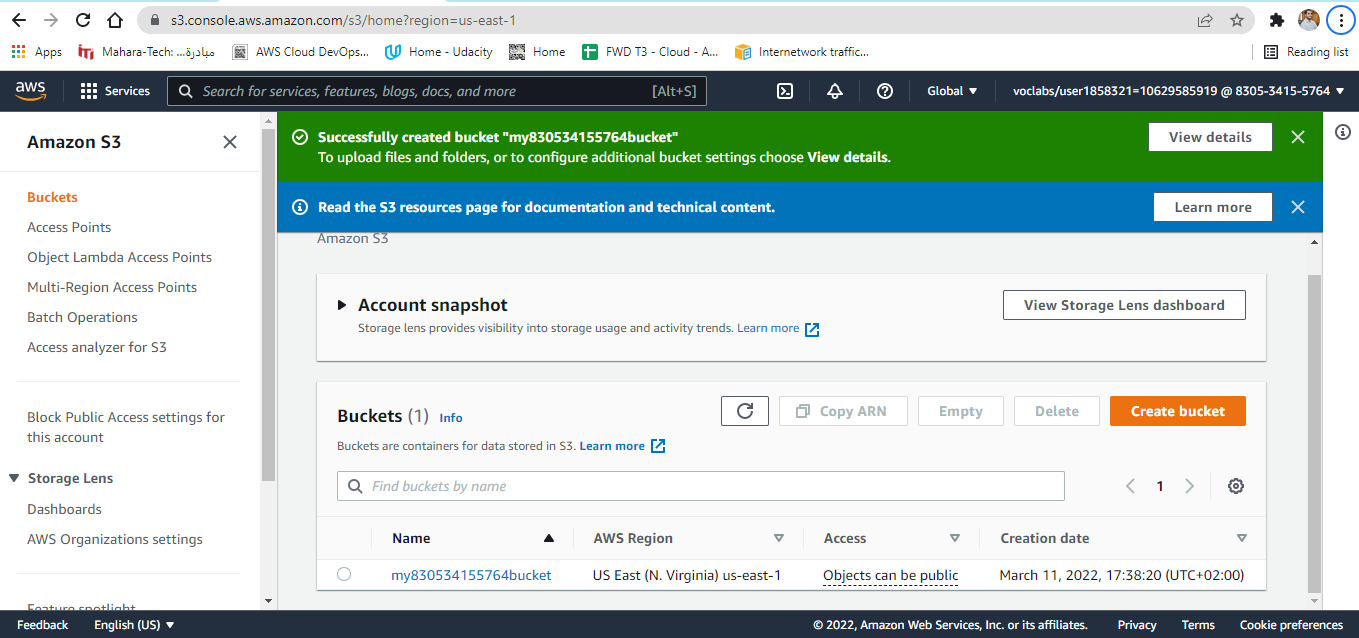 s3.console.aws.amazon.com/s3/home?region=us-east-1
Apps Mahara-Tech: ...مبادرة AWS Cloud DevOps... Home - Udacity Home FWD T3 - Cloud - A... Internetwork traffic... Reading list
aws Services Search for services, features, blogs, docs, and more [Alt+S] Global voclabs/user1858321=10629585919 @ 8305-3415-5764
Amazon S3
Buckets
Access Points
Object Lambda Access Points
Multi-Region Access Points
Batch Operations
Access analyzer for S3
Block Public Access settings for
this account
Storage Lens
Dashboards
AWS Organizations settings
Feature spotlight
Successfully created bucket "my830534155764bucket"
To upload files and folders, or to configure additional bucket settings choose View details.
View details
Read the S3 resources page for documentation and technical content.
Learn more
Amazon S3
Account snapshot
Storage lens provides visibility into storage usage and activity trends. Learn more
View Storage Lens dashboard
Buckets (1) Info
Copy ARN Empty Delete Create bucket
Buckets are containers for data stored in S3. Learn more
Find buckets by name
1
Name AWS Region Access Creation date
my830534155764bucket US East (N. Virginia) us-east-1 Objects can be public March 11, 2022, 17:38:20 (UTC+02:00)
Feedback English (US) © 2022, Amazon Web Services, Inc. or its affiliates. Privacy Terms Cookie preferences